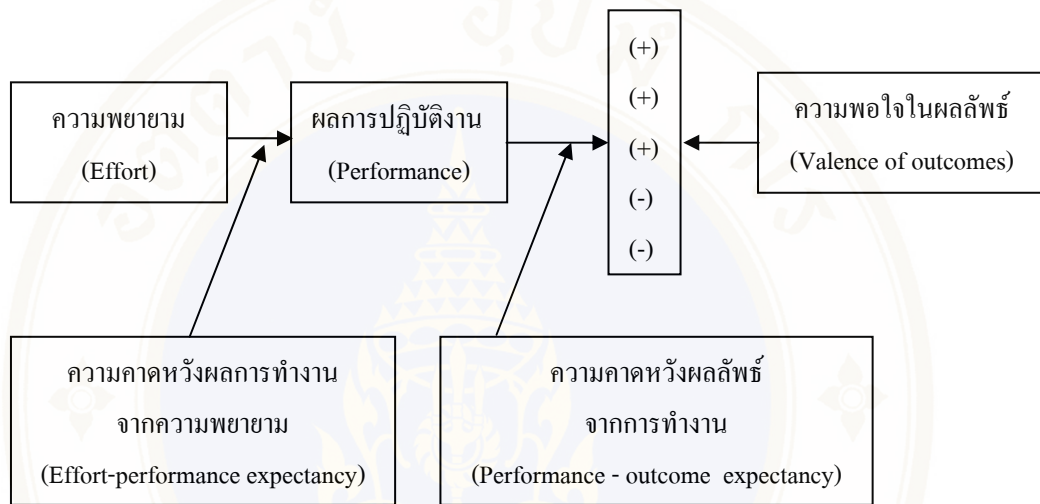 ความพยายาม
(Effort)
ผลการปฏิบัติงาน
(Performance)
(+)
(+)
(+)
(-)
(-)
ความพอใจในผลลัพธ์
(Valence of outcomes)
ความคาดหวังผลการทำงาน
จากความพยายาม
(Effort-performance expectancy)
ความคาดหวังผลลัพธ์
จากการทำงาน
(Performance - outcome expectancy)